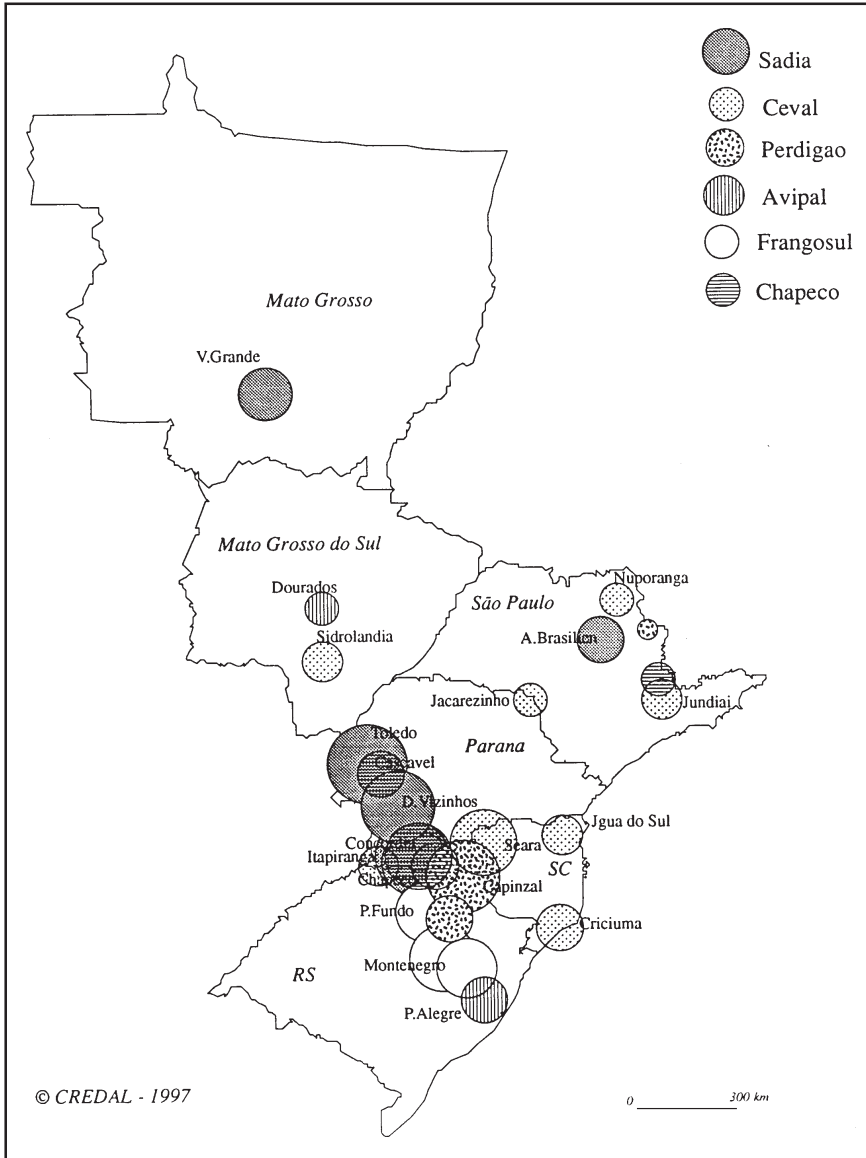 Sadia
Ceval
Perdigao
Avipal
Frangosul
Chapeco
Mato Grosso
V.Grande
Mato Grosso do Sul
Dourados
Sidrolandia
Nuporanga
São Paulo
A.Brasilien
Jacarezinho
Jundiai
Toledo
Parana
Cascavel
D.Vizinhos
Jgua do Sul
Seara
Itapiranga
SC
Capinzal
P.Fundo
Criciuma
Montenegro
RS
P.Alegre
© CREDAL - 1997
0 300 km